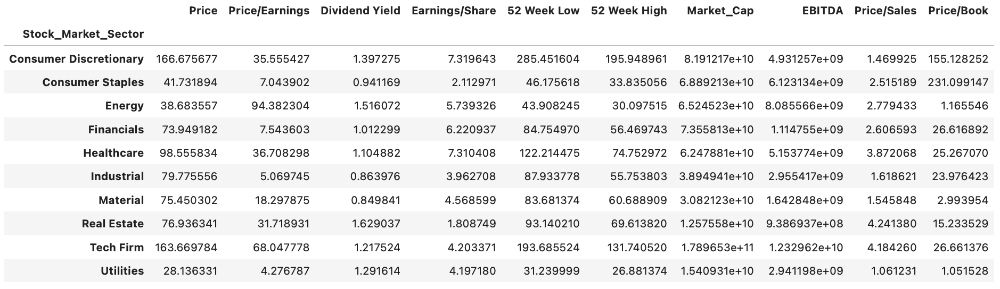 Price Price/Earnings Dividend Yield Earnings/Share 52 Week Low 52 Week High Market_Cap EBITDA Price/Sales Price/Book
Stock_Market_Sector
Consumer Discretionary 166.675677 35.555427 1.397275 7.319643 285.451604 195.948961 8.191217e+10 4.931257e+09 1.469925 155.128252
Consumer Staples 41.731894 7.043902 0.941169 2.112971 46.175618 33.835056 6.889213e+10 6.123134e+09 2.515189 231.099147
Energy 38.683557 94.382304 1.516072 5.739326 43.908245 30.097515 6.524523e+10 8.085566e+09 2.779433 1.165546
Financials 73.949182 7.543603 1.012299 6.220937 84.754970 56.469743 7.355813e+10 1.114755e+09 2.606593 26.616892
Healthcare 98.555834 36.708298 1.104882 7.310408 122.214475 74.752972 6.247881e+10 5.153774e+09 3.872068 25.267070
Industrial 79.775556 5.069745 0.863976 3.962708 87.933778 55.753803 3.894941e+10 2.955417e+09 1.618621 23.976423
Material 75.450302 18.297875 0.849841 4.568599 83.681374 60.688909 3.082123e+10 1.642848e+09 1.545848 2.993954
Real Estate 76.936341 31.718931 1.629037 1.808749 93.140210 69.613820 1.257558e+10 9.386937e+08 4.241380 15.233529
Tech Firm 163.669784 68.047778 1.217524 4.203371 193.685524 131.740520 1.789653e+11 1.232962e+10 4.184260 26.661376
Utilities 28.136331 4.276787 1.291614 4.197180 31.239999 26.881374 1.540931e+10 2.941198e+09 1.061231 1.051528